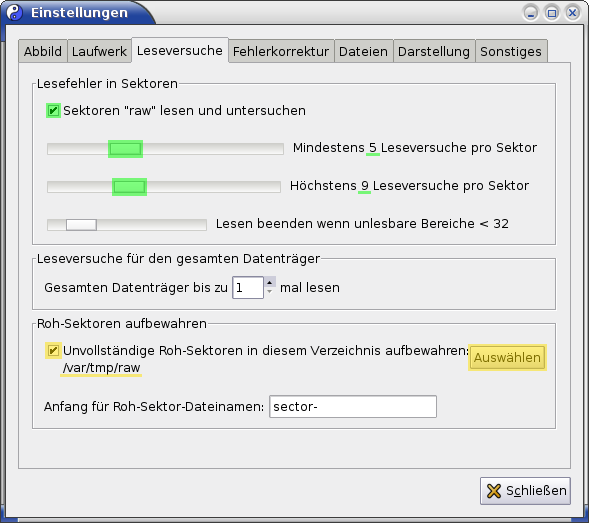 Einstellungen
Abbild Laufwerk Leseversuche Fehlerkorrektur Dateien Darstellung Sonstiges
Lesefehler in Sektoren
Sektoren "raw" lesen und untersuchen
Mindestens 5 Leseversuche pro Sektor
Höchstens 9 Leseversuche pro Sektor
Lesen beenden wenn unlesbare Bereiche < 32
Leseversuche für den gesamten Datenträger
Gesamten Datenträger bis zu 1 mal lesen
Roh-Sektoren aufbewahren
Unvollständige Roh-Sektoren in diesem Verzeichnis aufbewahren: Auswählen
/var/tmp/raw
Anfang für Roh-Sektor-Dateinamen: sector-
Schließen